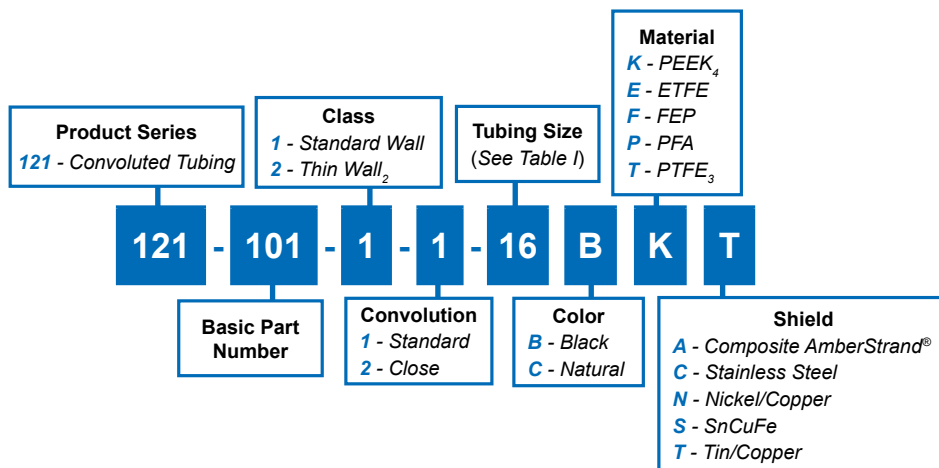 Material
K - PEEK4
E - ETFE
F - FEP
P - PFA
T - PTFE3
Class
1 - Standard Wall
2 - Thin Wall2
Product Series
121 - Convoluted Tubing
Tubing Size
(See Table I)
121 - 101 - 1 - 1 - 16 B K T
Basic Part
Number
Convolution
1 - Standard
2 - Close
Color
B - Black
C - Natural
Shield
A - Composite AmberStrand®
C - Stainless Steel
N - Nickel/Copper
S - SnCuFe
T - Tin/Copper